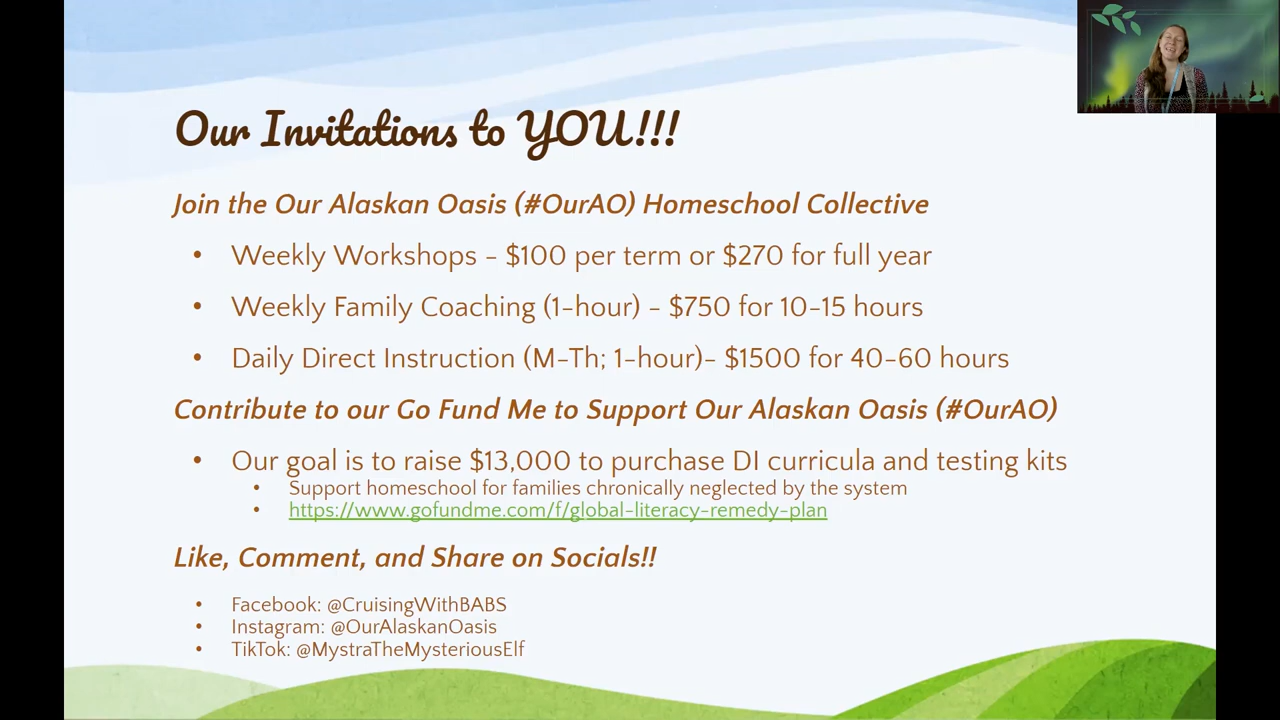 Our Invitations to YOU!!!
Join the Our Alaskan Oasis (#OurAO) Homeschool Collective
• Weekly Workshops – $100 per term or $270 for full year
• Weekly Family Coaching (1-hour) – $750 for 10-15 hours
• Daily Direct Instruction (M-Th; 1-hour)– $1500 for 40-60 hours
Contribute to our Go Fund Me to Support Our Alaskan Oasis (#OurAO)
• Our goal is to raise $13,000 to purchase DI curricula and testing kits
• Support homeschool for families chronically neglected by the system
• https://www.gofundme.com/f/global-literacy-remedy-plan
Like, Comment, and Share on Socials!!
• Facebook: @CruisingWithBABS
• Instagram: @OurAlaskanOasis
• TikTok: @MystraTheMysteriousElf